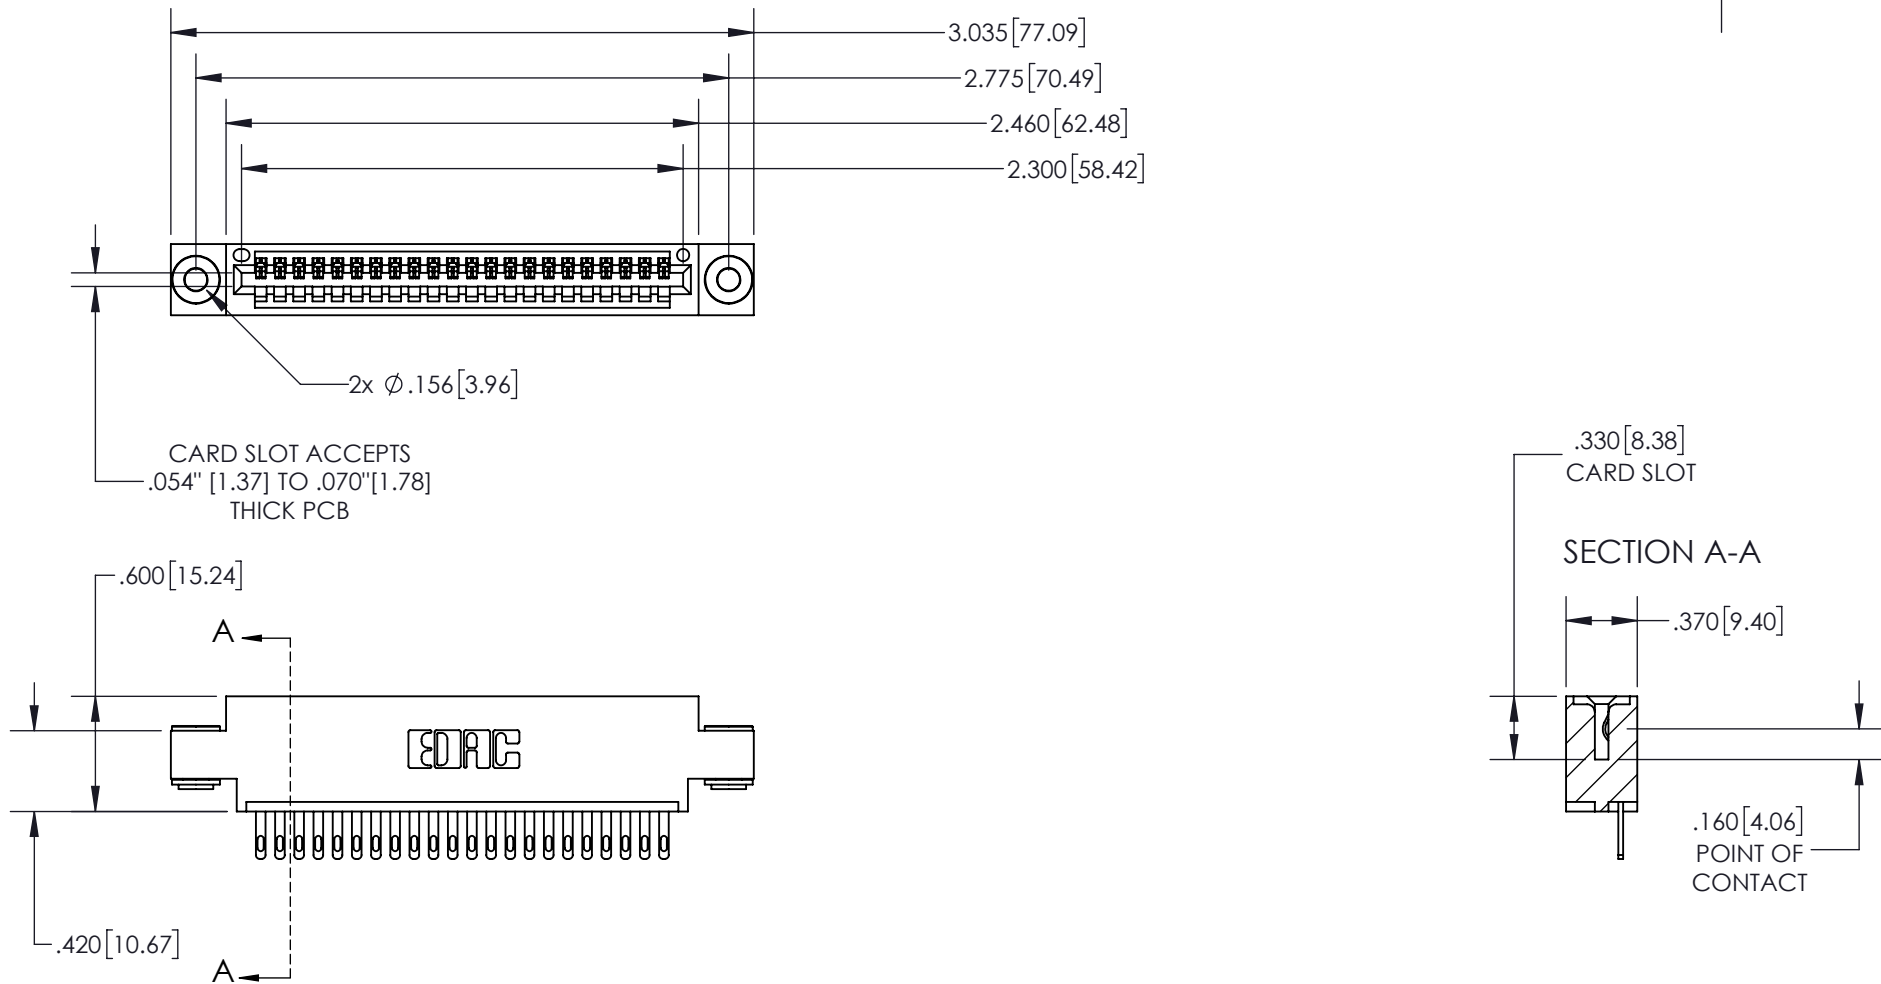 3.035[77.09]
2.775[70.49]
2.460[62.48]
2.300[58.42]
2x Ø.156[3.96]
CARD SLOT ACCEPTS
.054" [1.37] TO .070"[1.78]
THICK PCB
.330[8.38]
CARD SLOT
SECTION A-A
.600[15.24]
A
.370[9.40]
EDAC
.160[4.06]
POINT OF
CONTACT
.420[10.67]
A